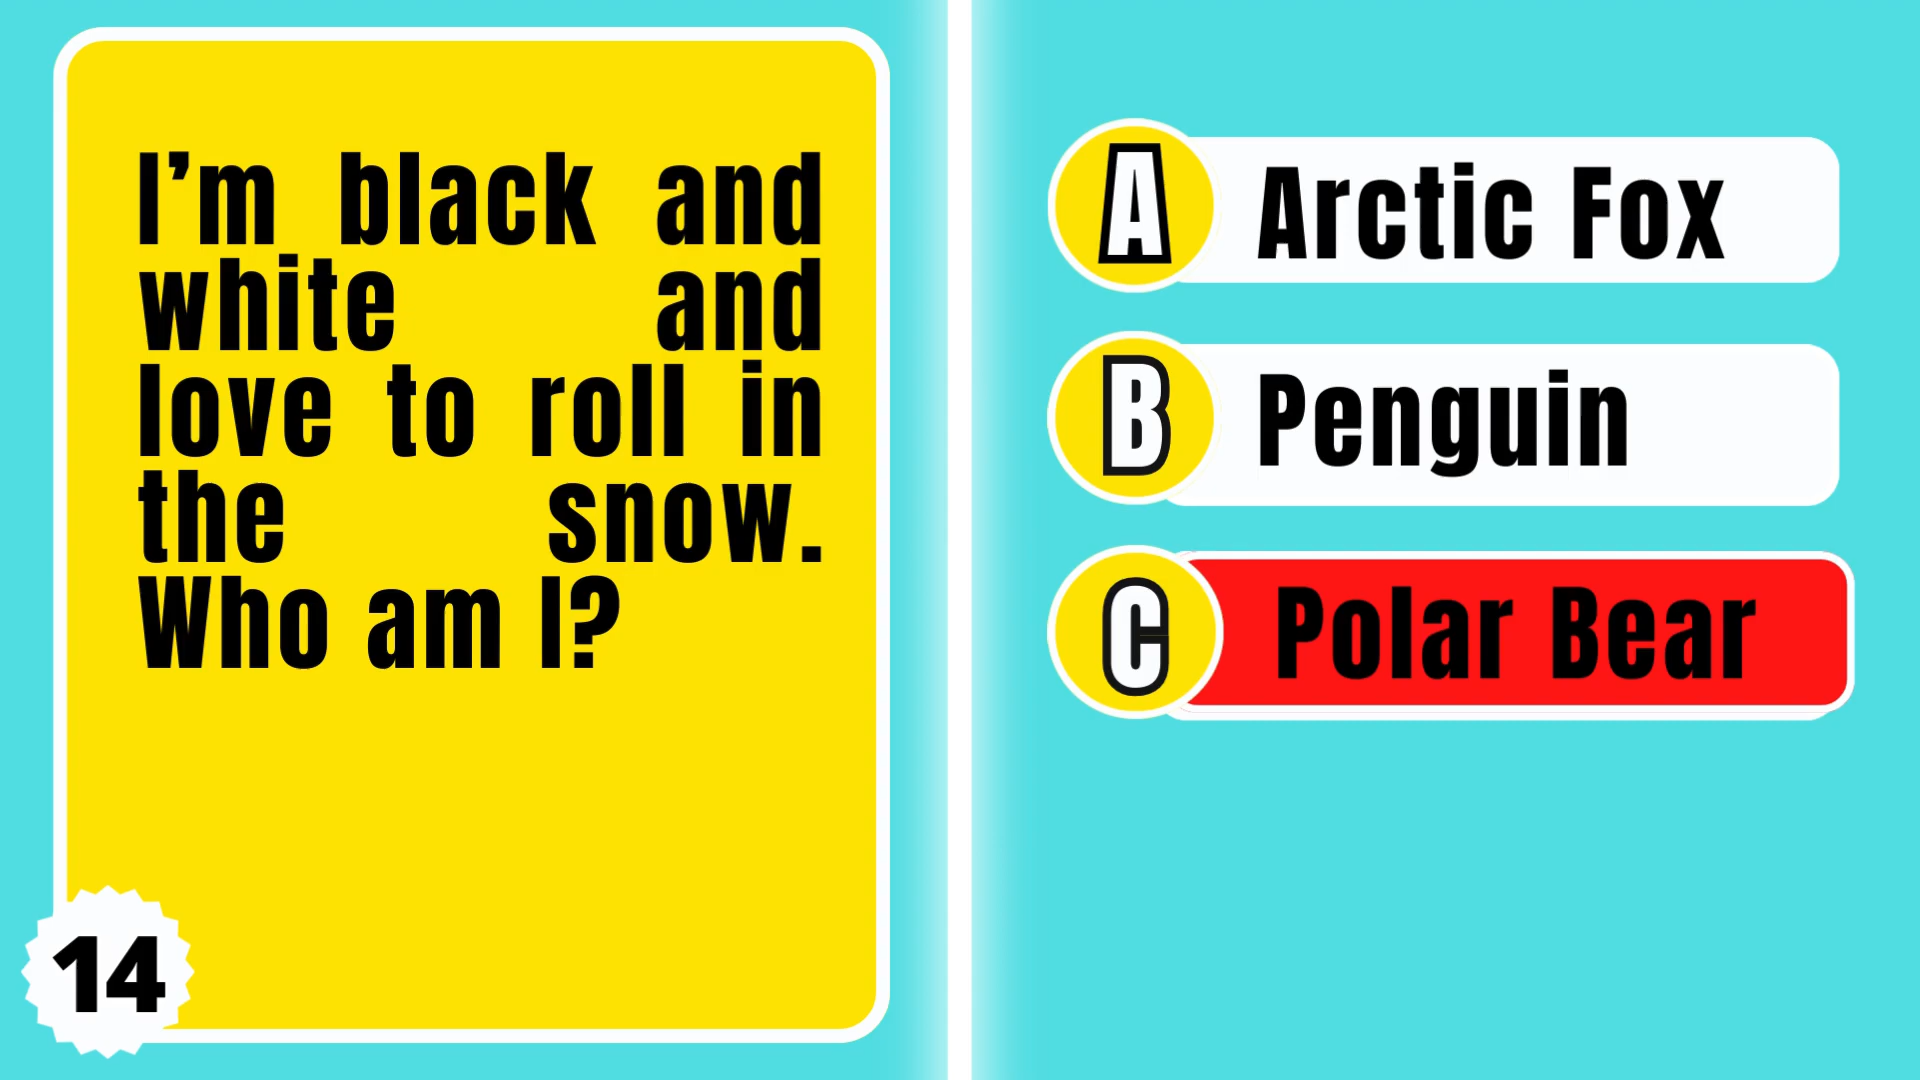 I’m black and
white and
love to roll in
the snow.
Who am I?
14
A Arctic Fox
B Penguin
C Polar Bear